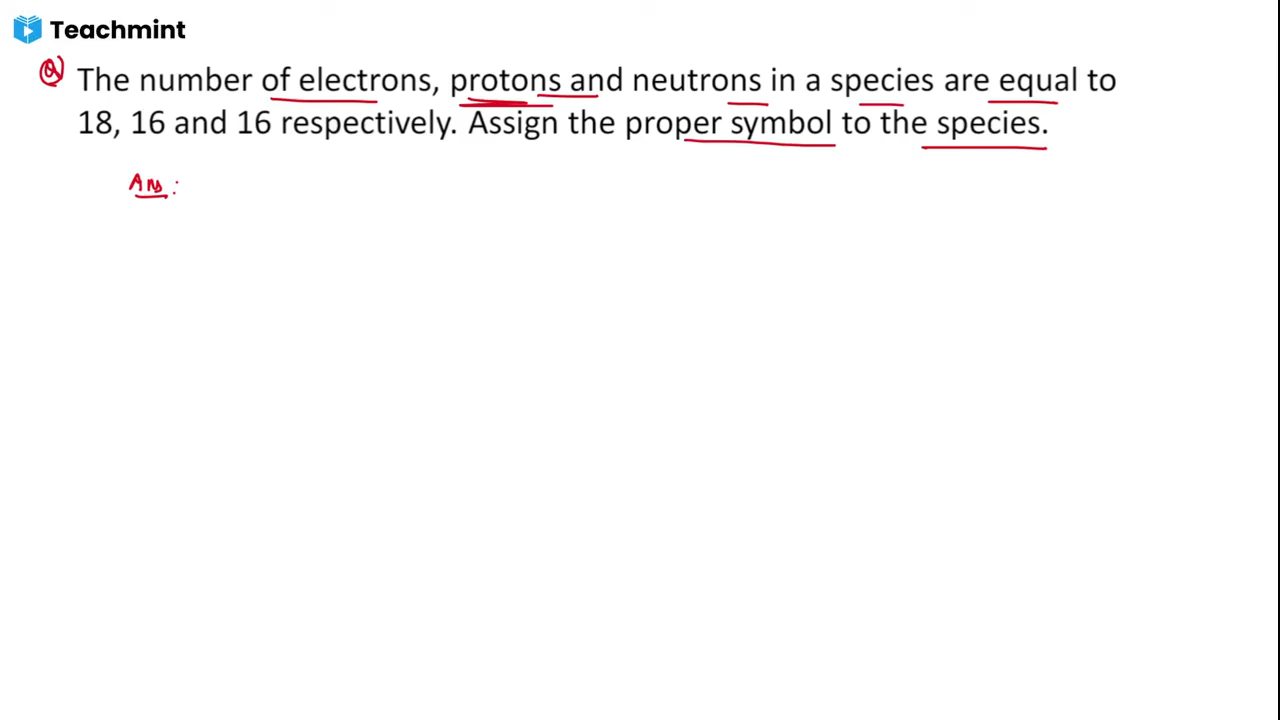 Teachmint
Q The number of electrons, protons and neutrons in a species are equal to
18, 16 and 16 respectively. Assign the proper symbol to the species.
Ans :